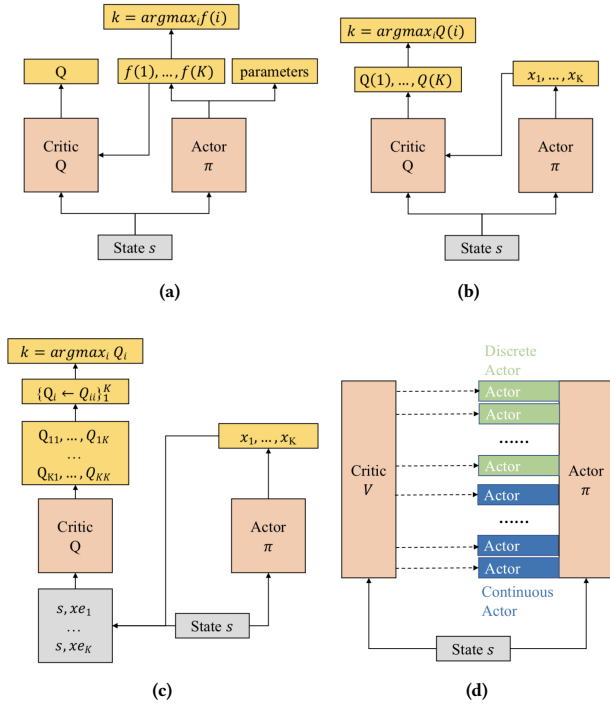 k = argmax_i f(i)
Q
f(1), ..., f(K)
parameters
Critic
Q
Actor
π
State s
(a)
k = argmax_i Q(i)
Q(1), ..., Q(K)
x_1, ..., x_K
Critic
Q
Actor
π
State s
(b)
k = argmax_i Q_i
{Q_i ← Q_ii}_1^K
Q_11, ..., Q_1K
...
Q_K1, ..., Q_KK
x_1, ..., x_K
Critic
Q
Actor
π
s, xe_1
...
s, xe_K
State s
(c)
Discrete
Actor
Actor
Actor
......
Actor
Actor
......
Actor
Actor
Continuous
Actor
Critic
V
Actor
π
State s
(d)